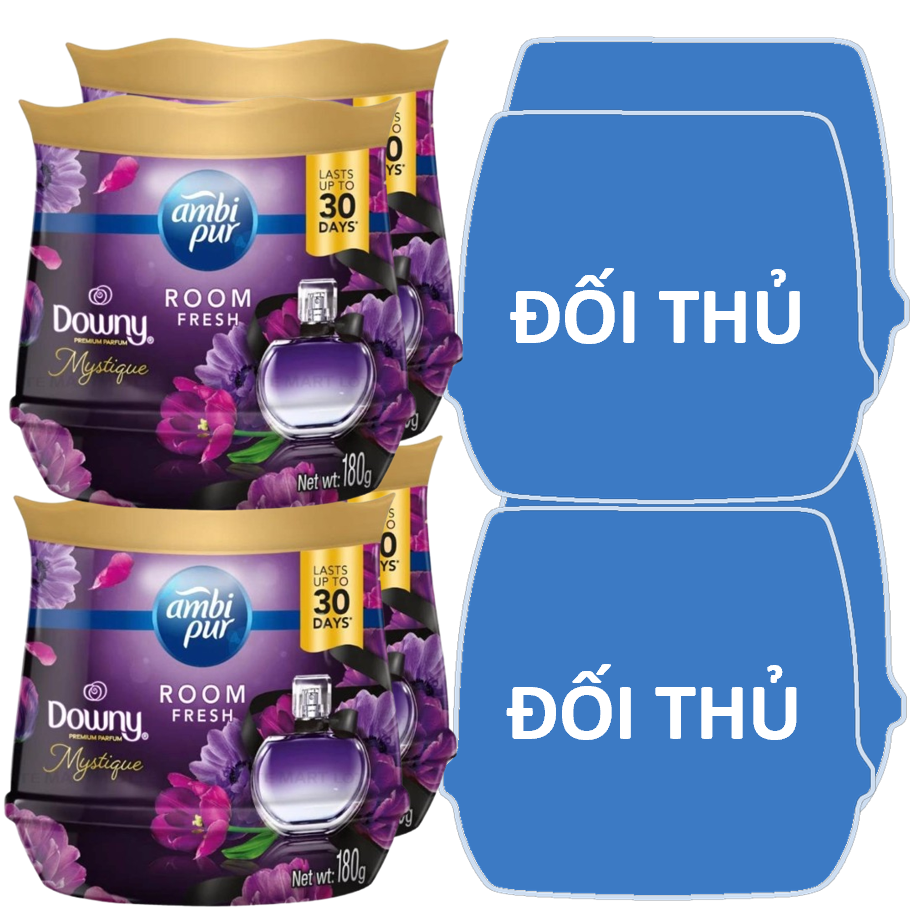 LASTS
UP TO
30
DAYS*
ambi
pur
ROOM
FRESH
Downy®
PREMIUM PARFUM
Mystique
Net wt: 180g
ĐỐI THỦ
LASTS
UP TO
30
DAYS*
ambi
pur
ROOM
FRESH
Downy®
PREMIUM PARFUM
Mystique
Net wt: 180g
ĐỐI THỦ